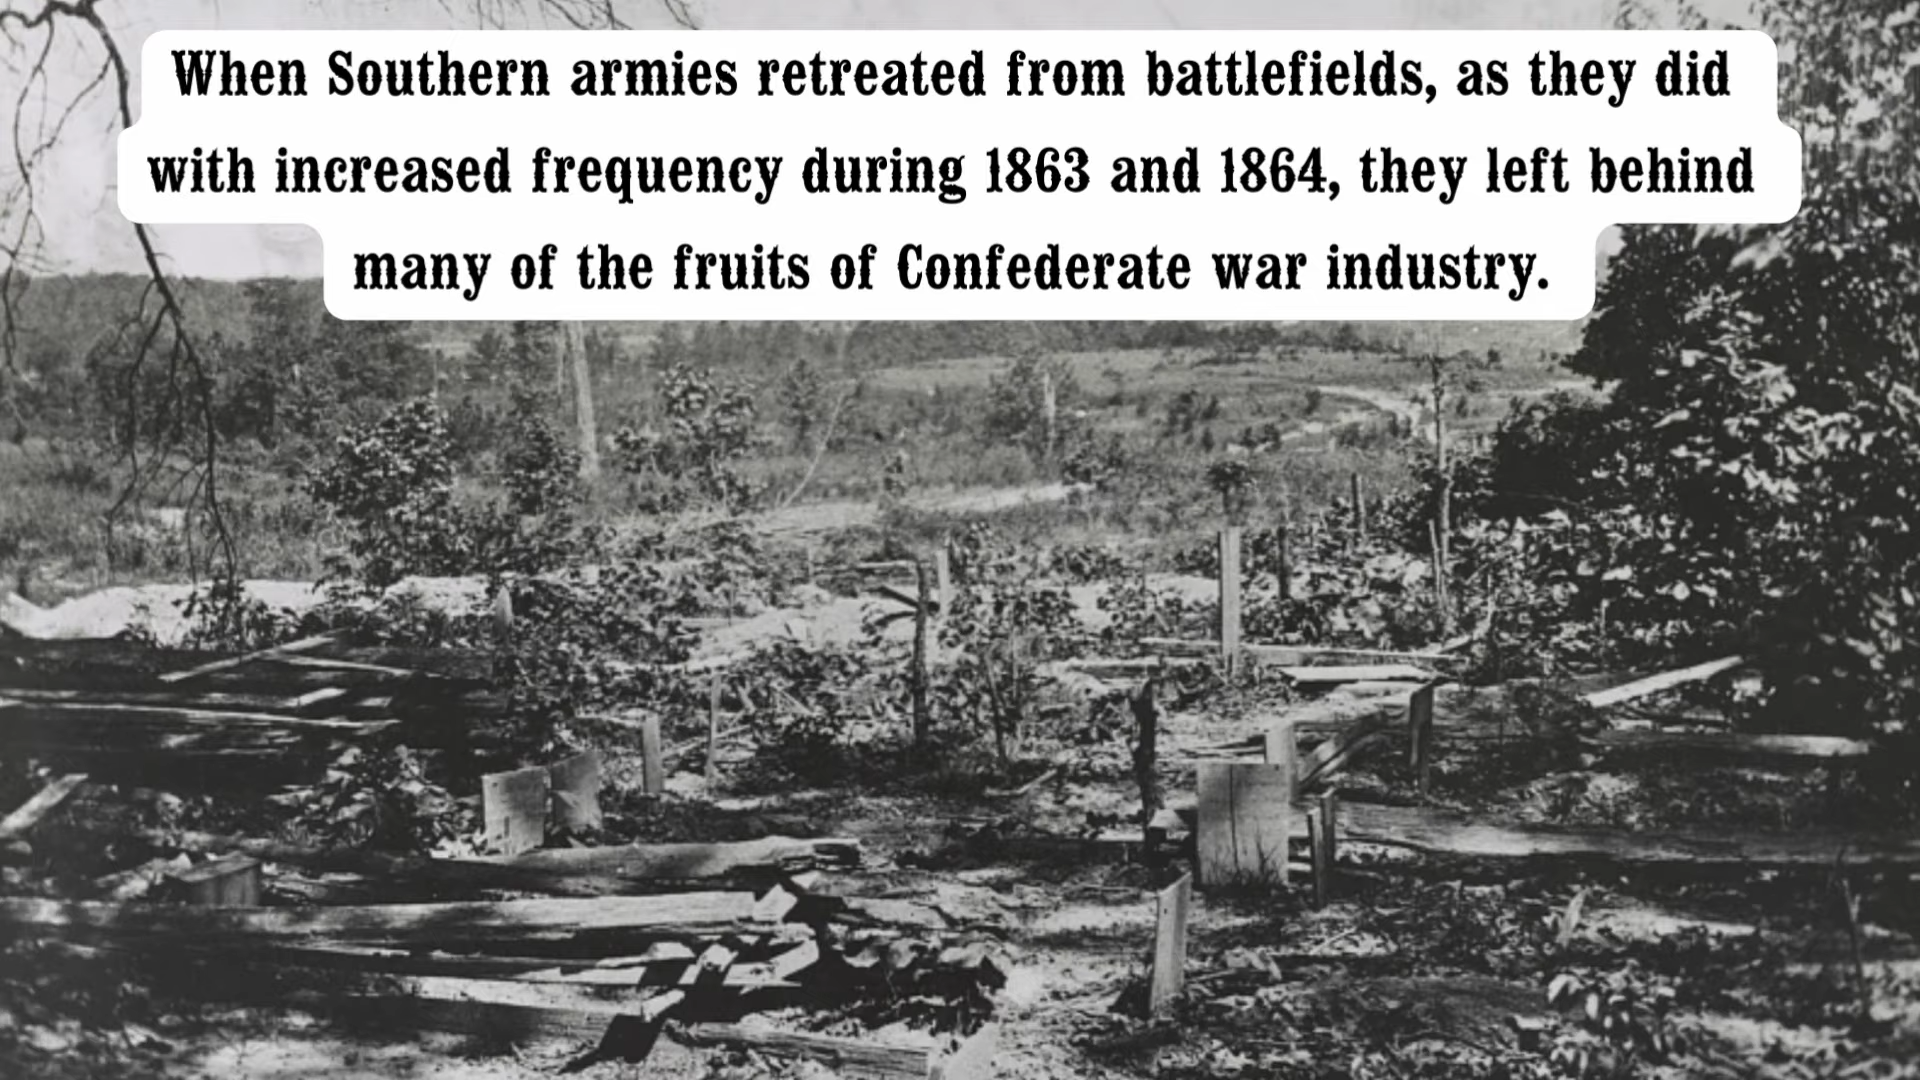 When Southern armies retreated from battlefields, as they did
with increased frequency during 1863 and 1864, they left behind
many of the fruits of Confederate war industry.